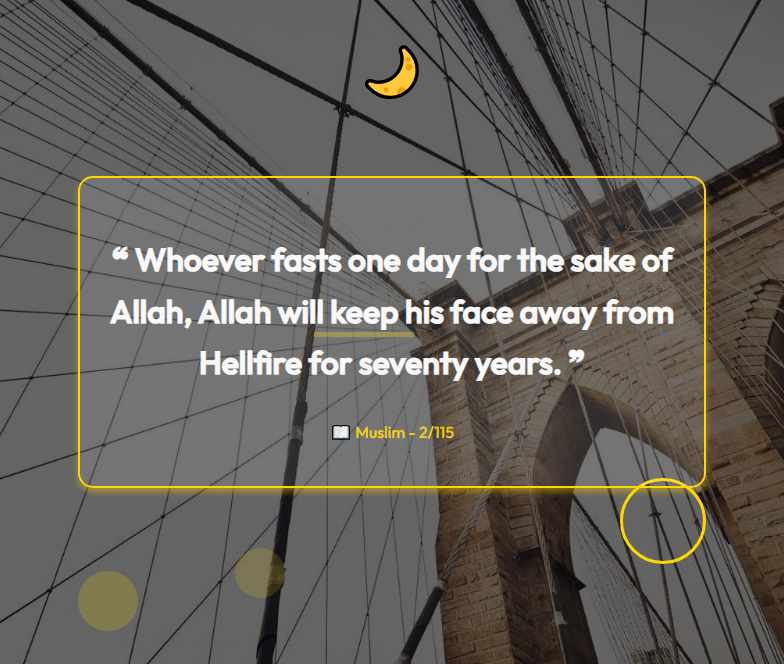 ❝ Whoever fasts one day for the sake of
Allah, Allah will keep his face away from
Hellfire for seventy years. ❞
Muslim - 2/115